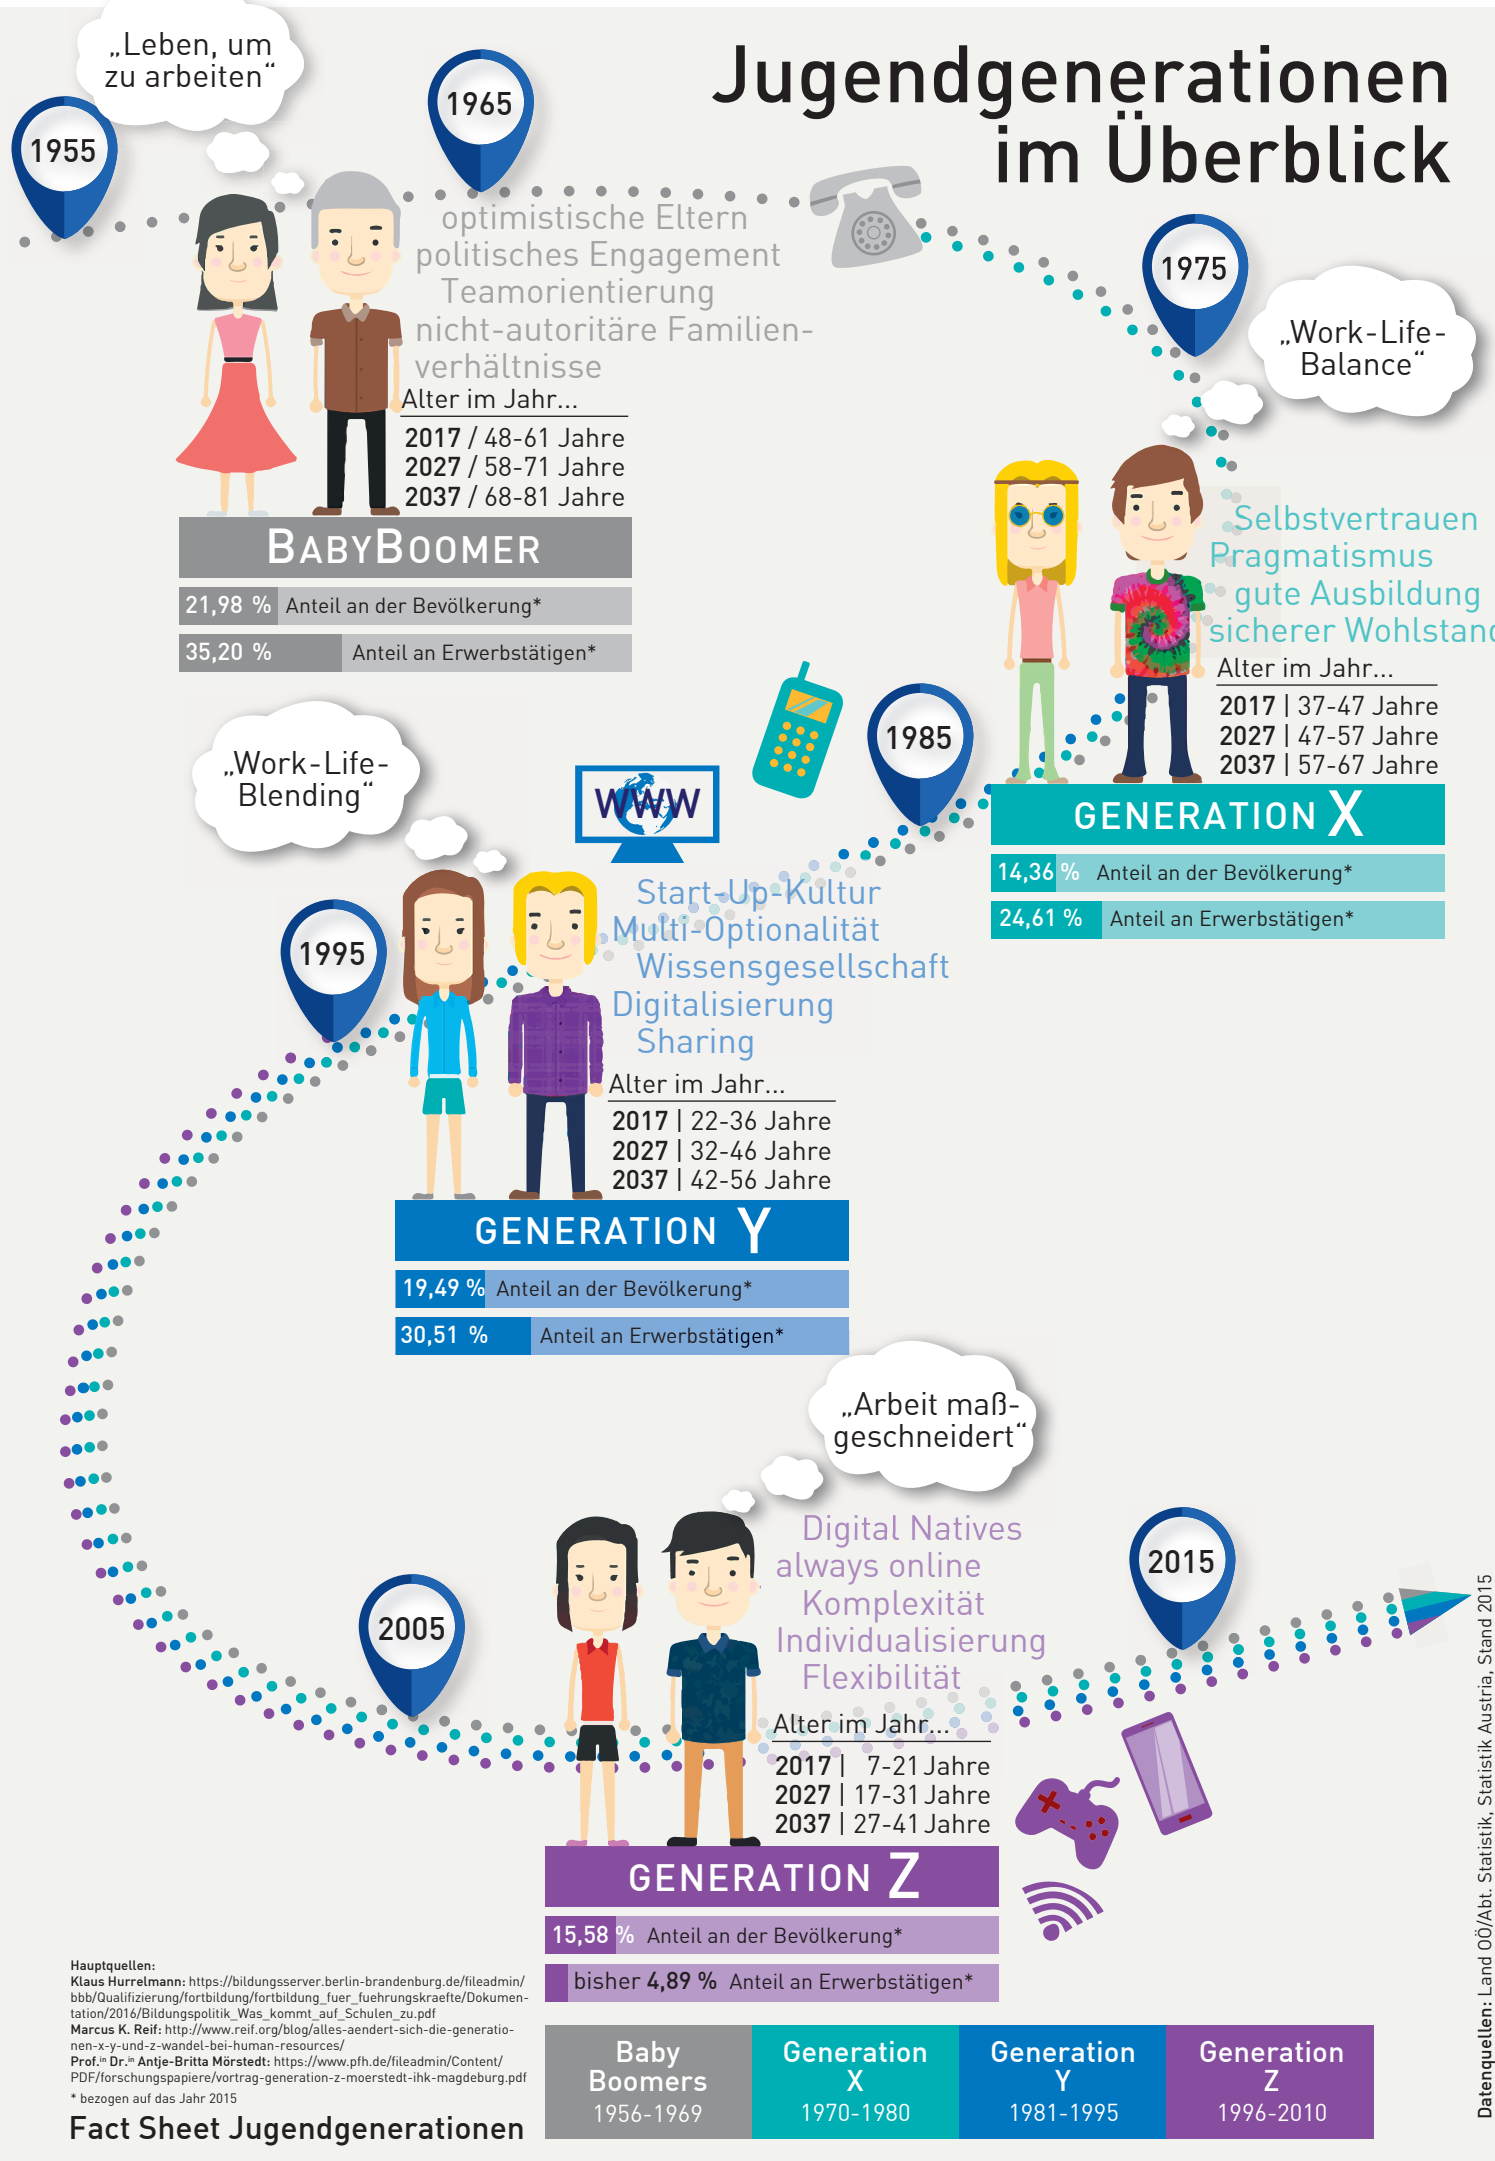 Jugendgenerationen
im Überblick
1955
„Leben, um
zu arbeiten“
1965
optimistische Eltern
politisches Engagement
Teamorientierung
nicht-autoritäre Familien-
verhältnisse
Alter im Jahr...
2017 / 48-61 Jahre
2027 / 58-71 Jahre
2037 / 68-81 Jahre
BABYBOOMER
21,98 % Anteil an der Bevölkerung*
35,20 % Anteil an Erwerbstätigen*
1975
„Work-Life-
Balance“
Selbstvertrauen
Pragmatismus
gute Ausbildung
sicherer Wohlstand
Alter im Jahr...
2017 | 37-47 Jahre
2027 | 47-57 Jahre
2037 | 57-67 Jahre
GENERATION X
14,36 % Anteil an der Bevölkerung*
24,61 % Anteil an Erwerbstätigen*
1985
„Work-Life-
Blending“
WWW
1995
Start-Up-Kultur
Multi-Optionalität
Wissensgesellschaft
Digitalisierung
Sharing
Alter im Jahr...
2017 | 22-36 Jahre
2027 | 32-46 Jahre
2037 | 42-56 Jahre
GENERATION Y
19,49 % Anteil an der Bevölkerung*
30,51 % Anteil an Erwerbstätigen*
„Arbeit maß-
geschneidert“
2005
2015
Digital Natives
always online
Komplexität
Individualisierung
Flexibilität
Alter im Jahr...
2017 | 7-21 Jahre
2027 | 17-31 Jahre
2037 | 27-41 Jahre
GENERATION Z
15,58 % Anteil an der Bevölkerung*
bisher 4,89 % Anteil an Erwerbstätigen*
Hauptquellen:
Klaus Hurrelmann: https://bildungsserver.berlin-brandenburg.de/fileadmin/
bbb/Qualifizierung/fortbildung/fortbildung_fuer_fuehrungskraefte/Dokumen-
tation/2016/Bildungspolitik_Was_kommt_auf_Schulen_zu.pdf
Marcus K. Reif: http://www.reif.org/blog/alles-aendert-sich-die-generatio-
nen-x-y-und-z-wandel-bei-human-resources/
Prof.in Dr.in Antje-Britta Mörstedt: https://www.pfh.de/fileadmin/Content/
PDF/forschungspapiere/vortrag-generation-z-moerstedt-ihk-magdeburg.pdf
* bezogen auf das Jahr 2015
Fact Sheet Jugendgenerationen
Baby
Boomers
1956-1969
Generation
X
1970-1980
Generation
Y
1981-1995
Generation
Z
1996-2010
Datenquellen: Land OÖ/Abt. Statistik, Statistik Austria, Stand 2015